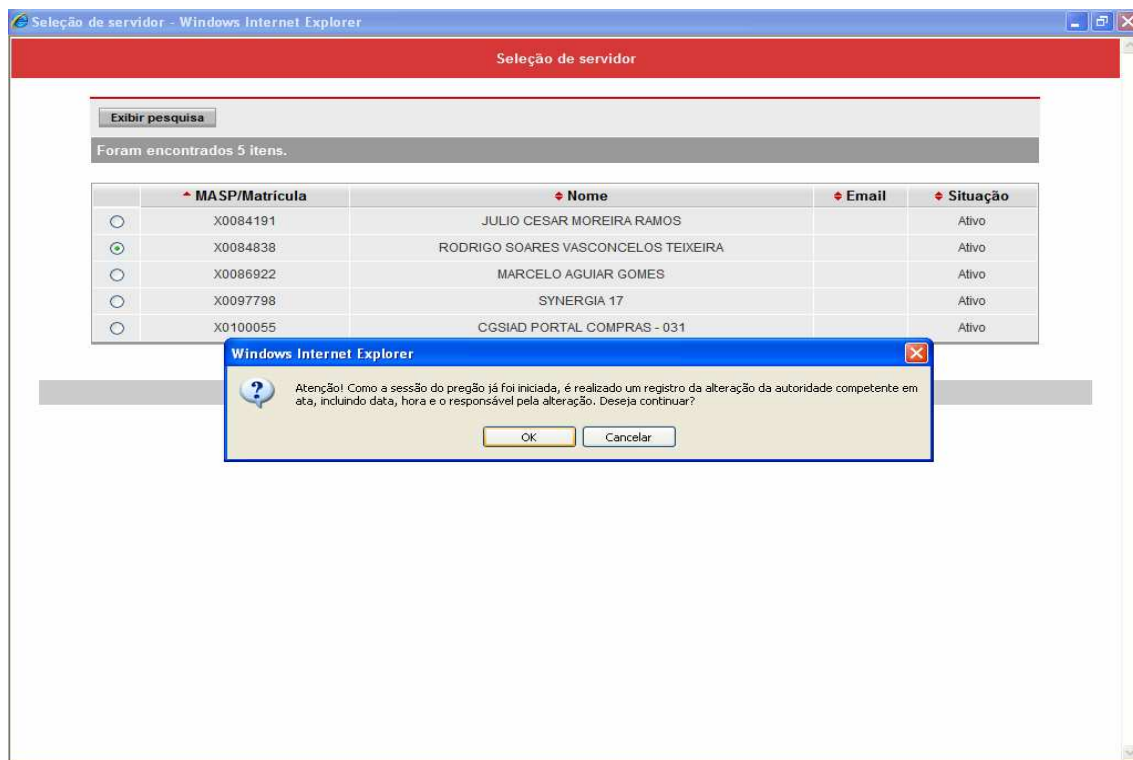 Seleção de servidor - Windows Internet Explorer
Seleção de servidor
Exibir pesquisa
Foram encontrados 5 itens.
MASP/Matrícula Nome Email Situação
X0084191 JULIO CESAR MOREIRA RAMOS Ativo
X0084838 RODRIGO SOARES VASCONCELOS TEIXEIRA Ativo
X0086922 MARCELO AGUIAR GOMES Ativo
X0097798 SYNERGIA 17 Ativo
X0100055 CGSIAD PORTAL COMPRAS - 031 Ativo
Windows Internet Explorer
Atenção! Como a sessão do pregão já foi iniciada, é realizado um registro da alteração da autoridade competente em
ata, incluindo data, hora e o responsável pela alteração. Deseja continuar?
OK Cancelar